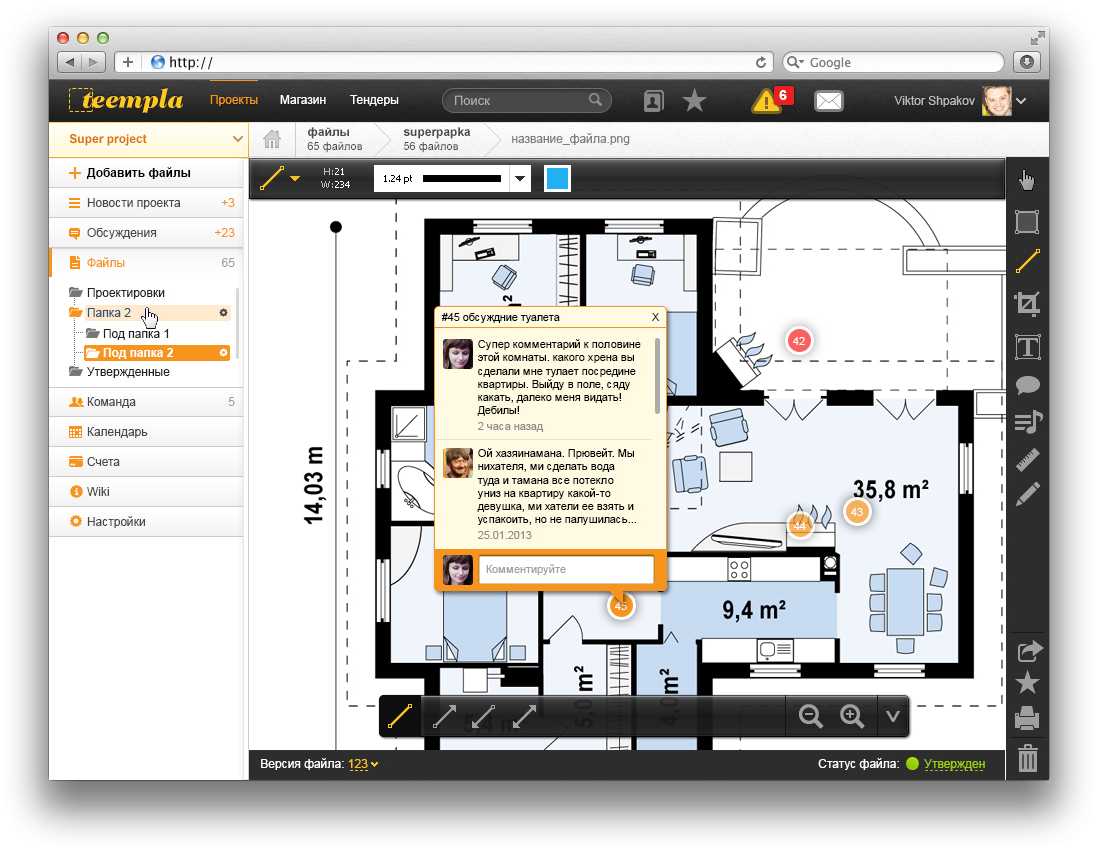 http://
Google
teempla
Проекты
Магазин
Тендеры
Поиск
6
Viktor Shpakov
Super project
файлы
65 файлов
superpapka
56 файлов
название_файла.png
Добавить файлы
Новости проекта
+3
Обсуждения
+23
Файлы
65
Проектировки
Папка 2
Под папка 1
Под папка 2
Утвержденные
Команда
5
Календарь
Счета
Wiki
Настройки
H:21
W:234
1.24 pt
T
14,03 m
#45 обсуждние туалета
X
Супер комментарий к половине
этой комнаты. какого хрена вы
сделали мне тулает посредине
квартиры. Выйду в поле, сяду
какать, далеко меня видать!
Дебилы!
2 часа назад
Ой хазяинамана. Прювейт. Мы
нихателя, ми сделать вода
туда и тамана все потекло
униз на квартиру какой-то
девушка, ми хатели ее взять и
успакоить, но не палушилась...
25.01.2013
Комментируйте
42
35,8 m²
43
44
45
9,4 m²
5,0 m²
4,0 m²
Версия файла: 123
Статус файла: Утвержден